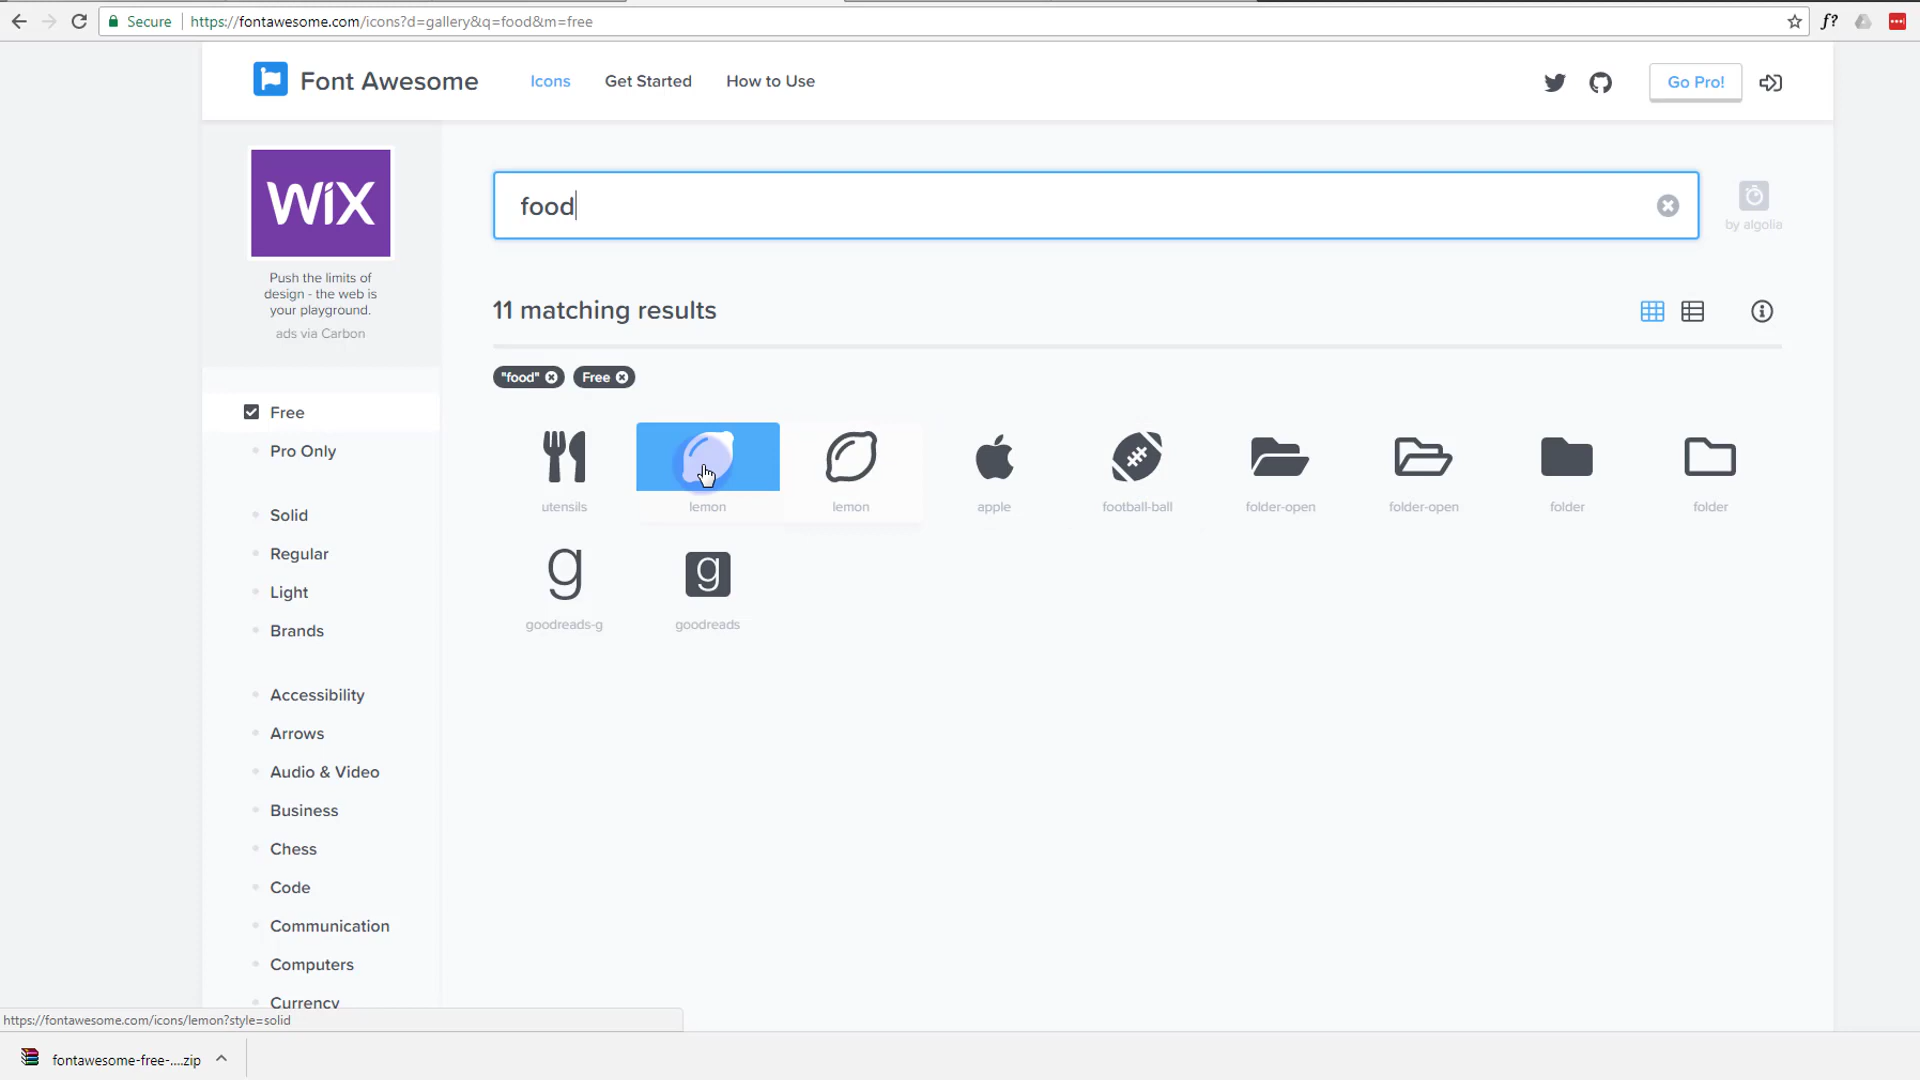 Secure https://fontawesome.com/icons?d=gallery&q=food&m=free
f?
Font Awesome Icons Get Started How to Use Go Pro!
WiX
Push the limits of
design - the web is
your playground.
ads via Carbon
food
by algolia
11 matching results
"food" Free
Free
Pro Only
Solid
Regular
Light
Brands
Accessibility
Arrows
Audio & Video
Business
Chess
Code
Communication
Computers
Currency
utensils lemon lemon apple football-ball folder-open folder-open folder folder
g g
goodreads-g goodreads
https://fontawesome.com/icons/lemon?style=solid
fontawesome-free-....zip